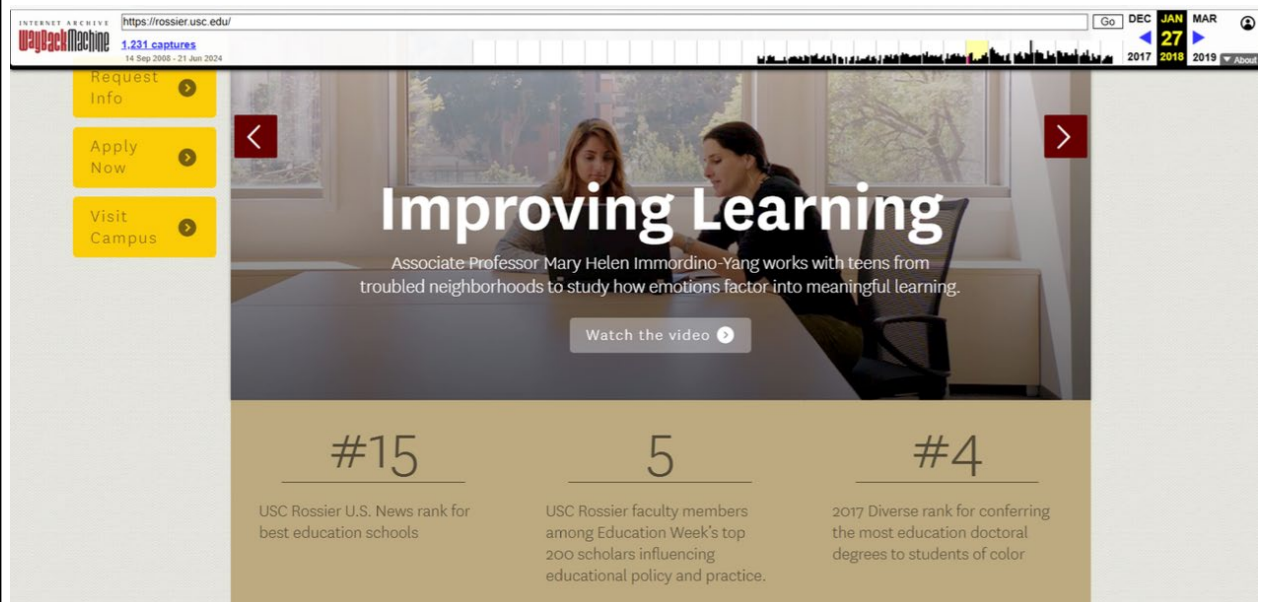 INTERNET ARCHIVE
WayBackMachine
https://rossier.usc.edu/
Go
1,231 captures
14 Sep 2008 - 21 Jun 2024
DEC JAN MAR
27
2017 2018 2019
▼ About
Request
Info
Apply
Now
Visit
Campus
Improving Learning
Associate Professor Mary Helen Immordino-Yang works with teens from
troubled neighborhoods to study how emotions factor into meaningful learning.
Watch the video
#15
USC Rossier U.S. News rank for
best education schools
5
USC Rossier faculty members
among Education Week's top
200 scholars influencing
educational policy and practice.
#4
2017 Diverse rank for conferring
the most education doctoral
degrees to students of color